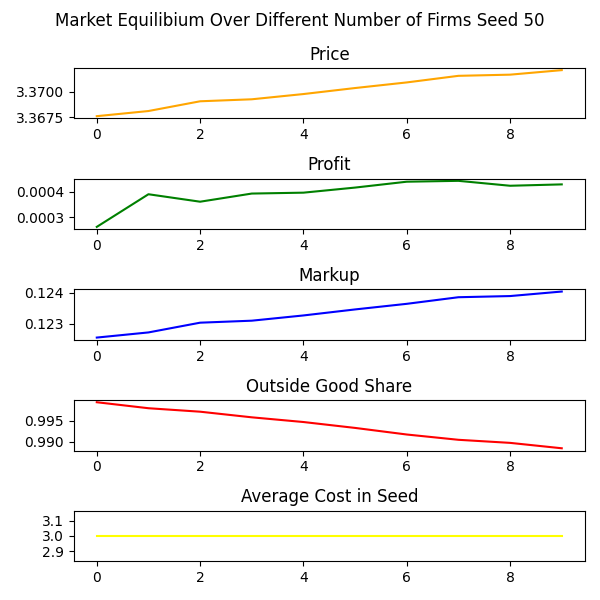 Market Equilibium Over Different Number of Firms Seed 50
Price
3.3700
3.3675
0 2 4 6 8
Profit
0.0004
0.0003
0 2 4 6 8
Markup
0.124
0.123
0 2 4 6 8
Outside Good Share
0.995
0.990
0 2 4 6 8
Average Cost in Seed
3.1
3.0
2.9
0 2 4 6 8